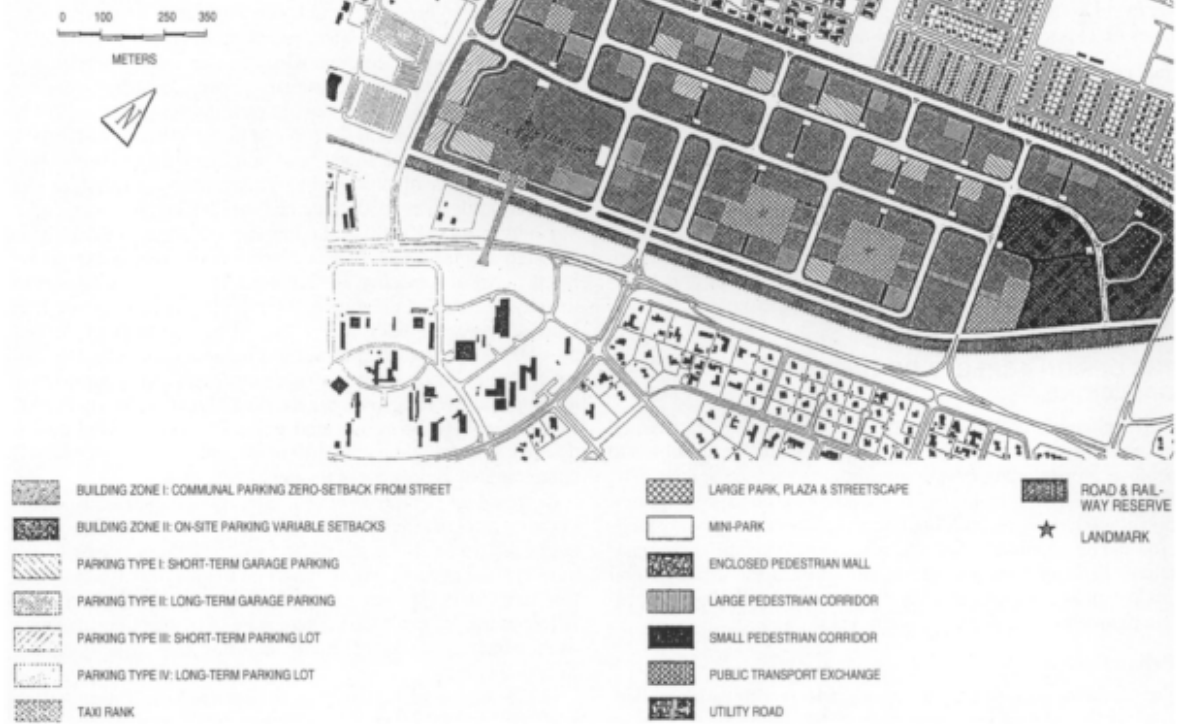 0 100 250 350
METERS
N
BUILDING ZONE I: COMMUNAL PARKING ZERO-SETBACK FROM STREET
BUILDING ZONE II: ON-SITE PARKING VARIABLE SETBACKS
PARKING TYPE I: SHORT-TERM GARAGE PARKING
PARKING TYPE II: LONG-TERM GARAGE PARKING
PARKING TYPE III: SHORT-TERM PARKING LOT
PARKING TYPE IV: LONG-TERM PARKING LOT
TAXI RANK
LARGE PARK, PLAZA & STREETSCAPE
MINI-PARK
ENCLOSED PEDESTRIAN MALL
LARGE PEDESTRIAN CORRIDOR
SMALL PEDESTRIAN CORRIDOR
PUBLIC TRANSPORT EXCHANGE
UTILITY ROAD
ROAD & RAIL-
WAY RESERVE
LANDMARK